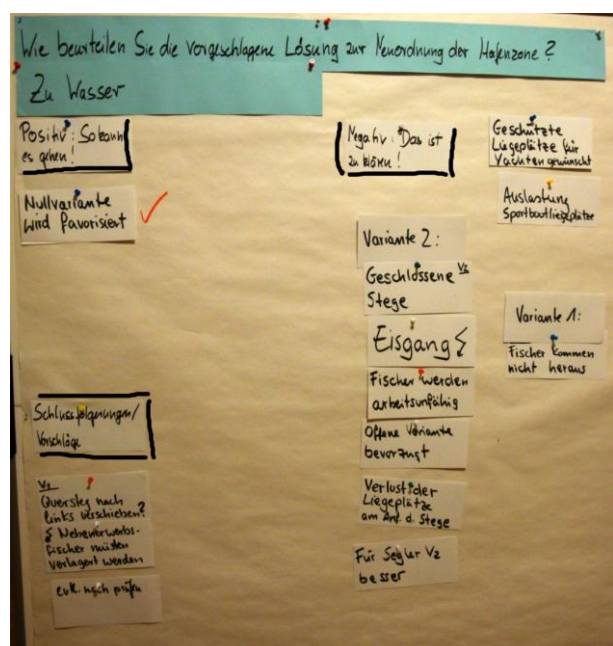 Wie beurteilen Sie die vorgeschlagene Lösung zur Neuordnung der Hafenzone?
Zu Wasser
Positiv: So kann
es gehen!
Nullvariante
wird favorisiert
Schlussfolgerungen/
Vorschläge
V2
Quersteg nach
links verschieben?
Nebenerwerbs-
fischer müssten
verlagert werden
evtl. noch prüfen
Negativ: Das ist
zu klären!
Variante 2:
Geschlossene V2
Stege
Eisgang
Fischer werden
arbeitsunfähig
Offene Variante
bevorzugt
Verlust der
Liegeplätze
am Anf. d. Stege
Für Segler V2
besser
Geschützte
Liegeplätze für
Yachten gewünscht
Auslastung
Sportbootliegeplätze
Variante 1:
Fischer kommen
nicht heraus